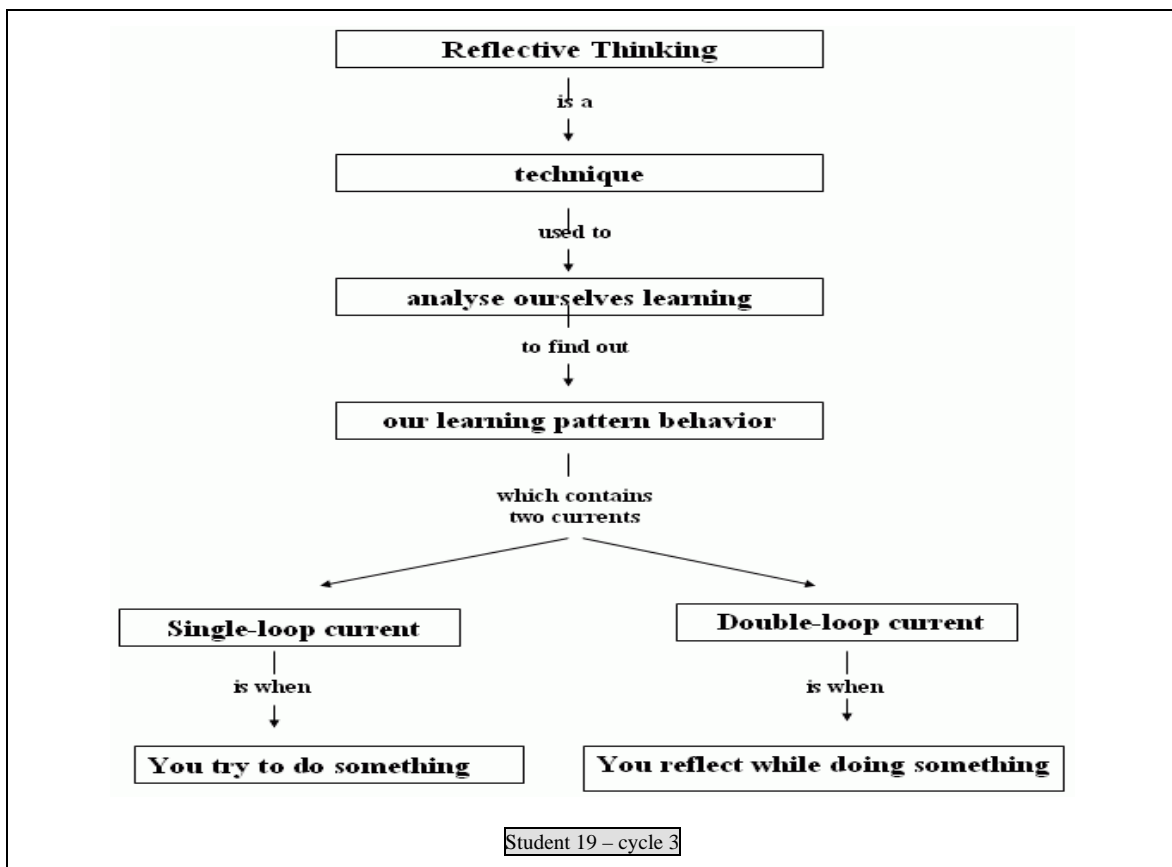 Reflective Thinking
is a
technique
used to
analyse ourselves learning
to find out
our learning pattern behavior
which contains
two currents
Single-loop current
Double-loop current
is when
is when
You try to do something
You reflect while doing something
Student 19 – cycle 3